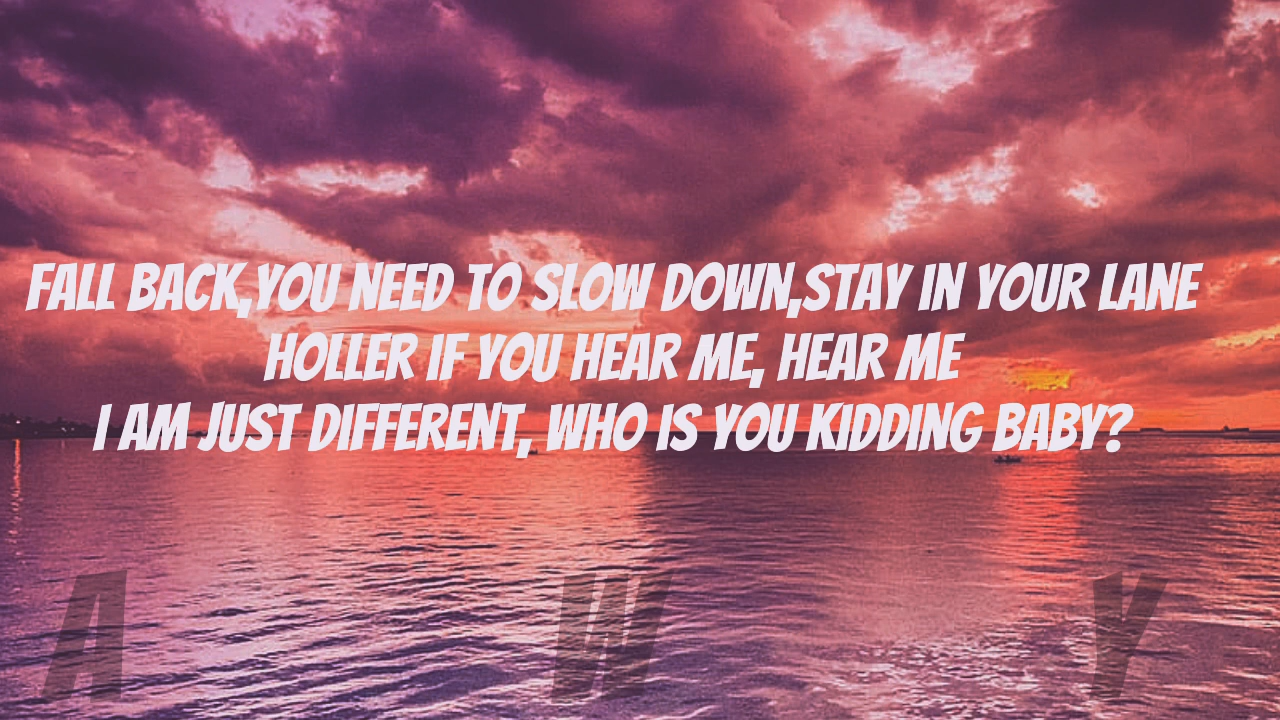 FALL BACK,YOU NEED TO SLOW DOWN,STAY IN YOUR LANE
HOLLER IF YOU HEAR ME, HEAR ME
I AM JUST DIFFERENT, WHO IS YOU KIDDING BABY?
A W Y